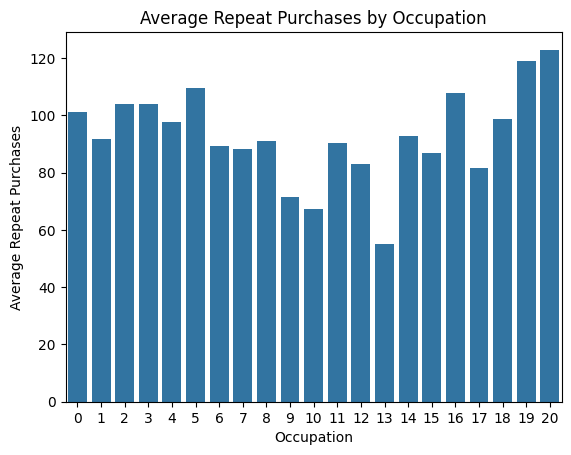 Average Repeat Purchases by Occupation
Average Repeat Purchases
120
100
80
60
40
20
0
0 1 2 3 4 5 6 7 8 9 10 11 12 13 14 15 16 17 18 19 20
Occupation